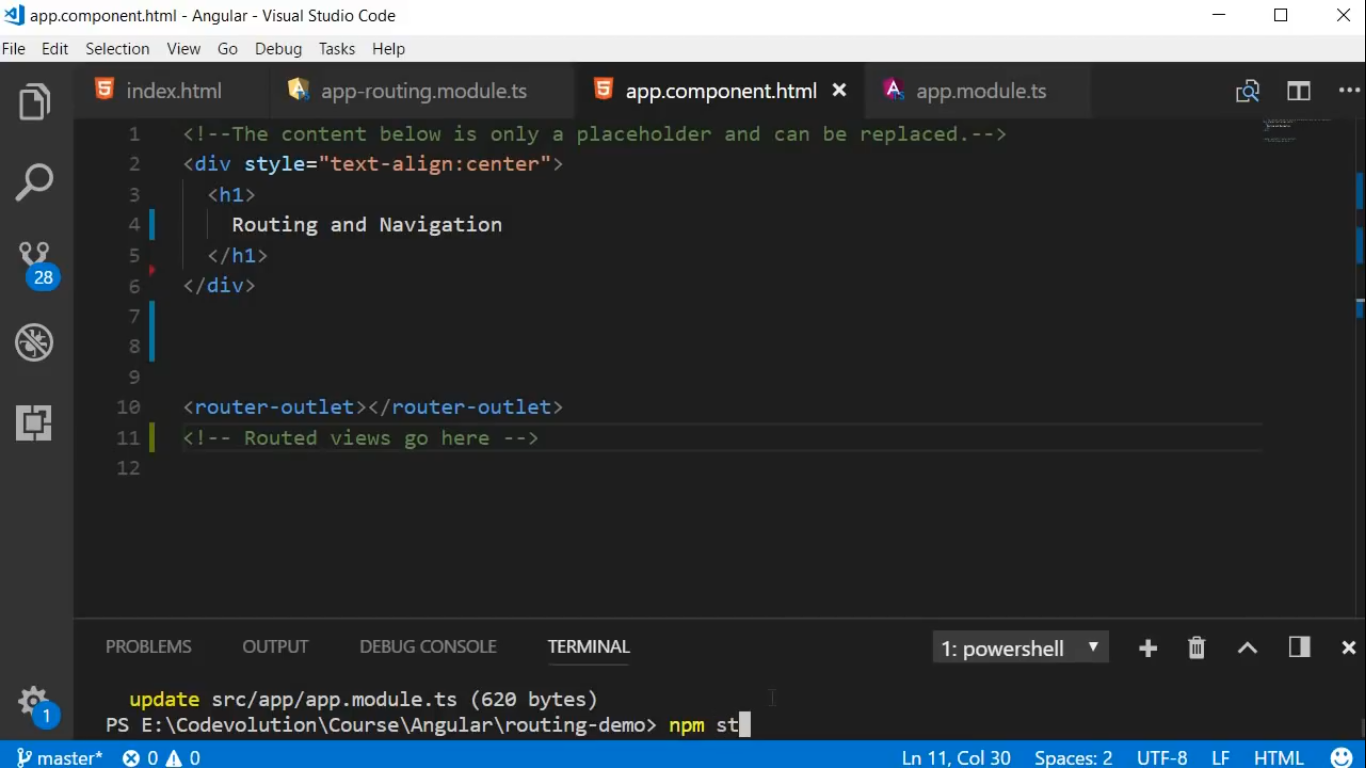 app.component.html - Angular - Visual Studio Code
File Edit Selection View Go Debug Tasks Help
index.html app-routing.module.ts app.component.html app.module.ts
1 <!--The content below is only a placeholder and can be replaced.-->
2 <div style="text-align:center">
3 <h1>
4 Routing and Navigation
5 </h1>
6 </div>
7
8
9
10 <router-outlet></router-outlet>
11 <!-- Routed views go here -->
12
28
PROBLEMS OUTPUT DEBUG CONSOLE TERMINAL 1: powershell
update src/app/app.module.ts (620 bytes)
PS E:\Codevolution\Course\Angular\routing-demo> npm st
1
master* 0 0 Ln 11, Col 30 Spaces: 2 UTF-8 LF HTML